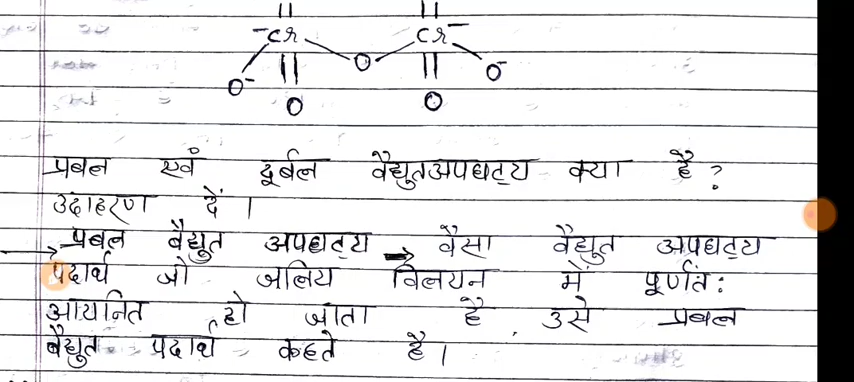 -Cr Cr-
O- O O-
O O
प्रबल एवं दुर्बल वैद्युतअपघट्य क्या है?
उदाहरण दें।
→ प्रबल वैद्युत अपघट्य → वैसा वैद्युत अपघट्य
पदार्थ जो जलिय विलयन में पूर्णत:
आयनित हो जाता है, उसे प्रबल
वैद्युत पदार्थ कहते है।